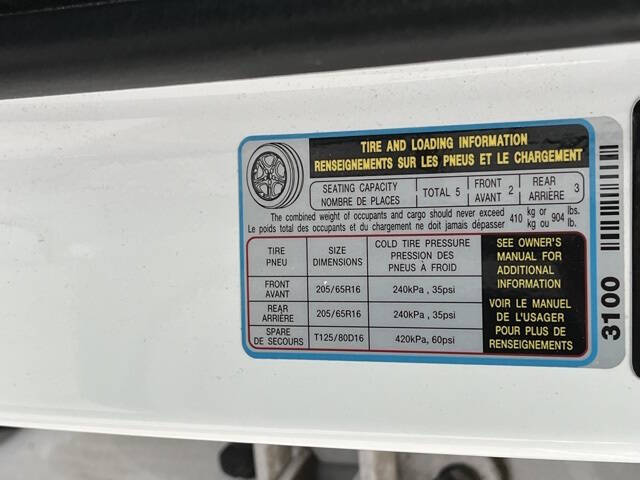 TIRE AND LOADING INFORMATION
RENSEIGNEMENTS SUR LES PNEUS ET LE CHARGEMENT
SEATING CAPACITY
NOMBRE DE PLACES
TOTAL 5
FRONT
AVANT
2
REAR
ARRIÈRE
3
The combined weight of occupants and cargo should never exceed
Le poids total des occupants et du chargement ne doit jamais dépasser
410 kg or
kg ou
904 lbs.
lb.
TIRE
PNEU
SIZE
DIMENSIONS
COLD TIRE PRESSURE
PRESSION DES
PNEUS À FROID
FRONT
AVANT
205/65R16
240kPa , 35psi
REAR
ARRIÈRE
205/65R16
240kPa , 35psi
SPARE
DE SECOURS
T125/80D16
420kPa, 60psi
SEE OWNER'S
MANUAL FOR
ADDITIONAL
INFORMATION
VOIR LE MANUEL
DE L'USAGER
POUR PLUS DE
RENSEIGNEMENTS
3100